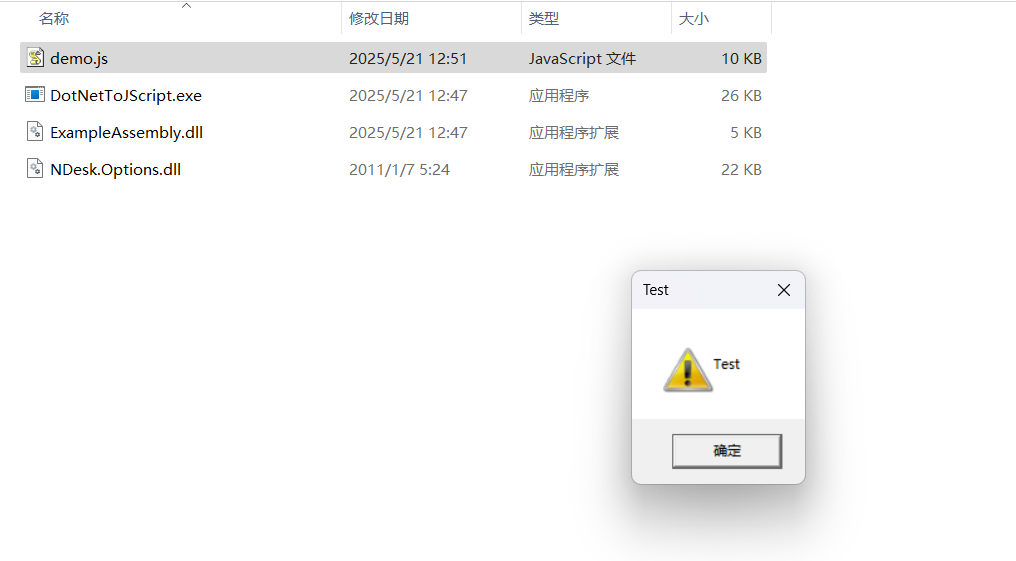 名称 修改日期 类型 大小
demo.js 2025/5/21 12:51 JavaScript 文件 10 KB
DotNetToJScript.exe 2025/5/21 12:47 应用程序 26 KB
ExampleAssembly.dll 2025/5/21 12:47 应用程序扩展 5 KB
NDesk.Options.dll 2011/1/7 5:24 应用程序扩展 22 KB
Test
Test
确定